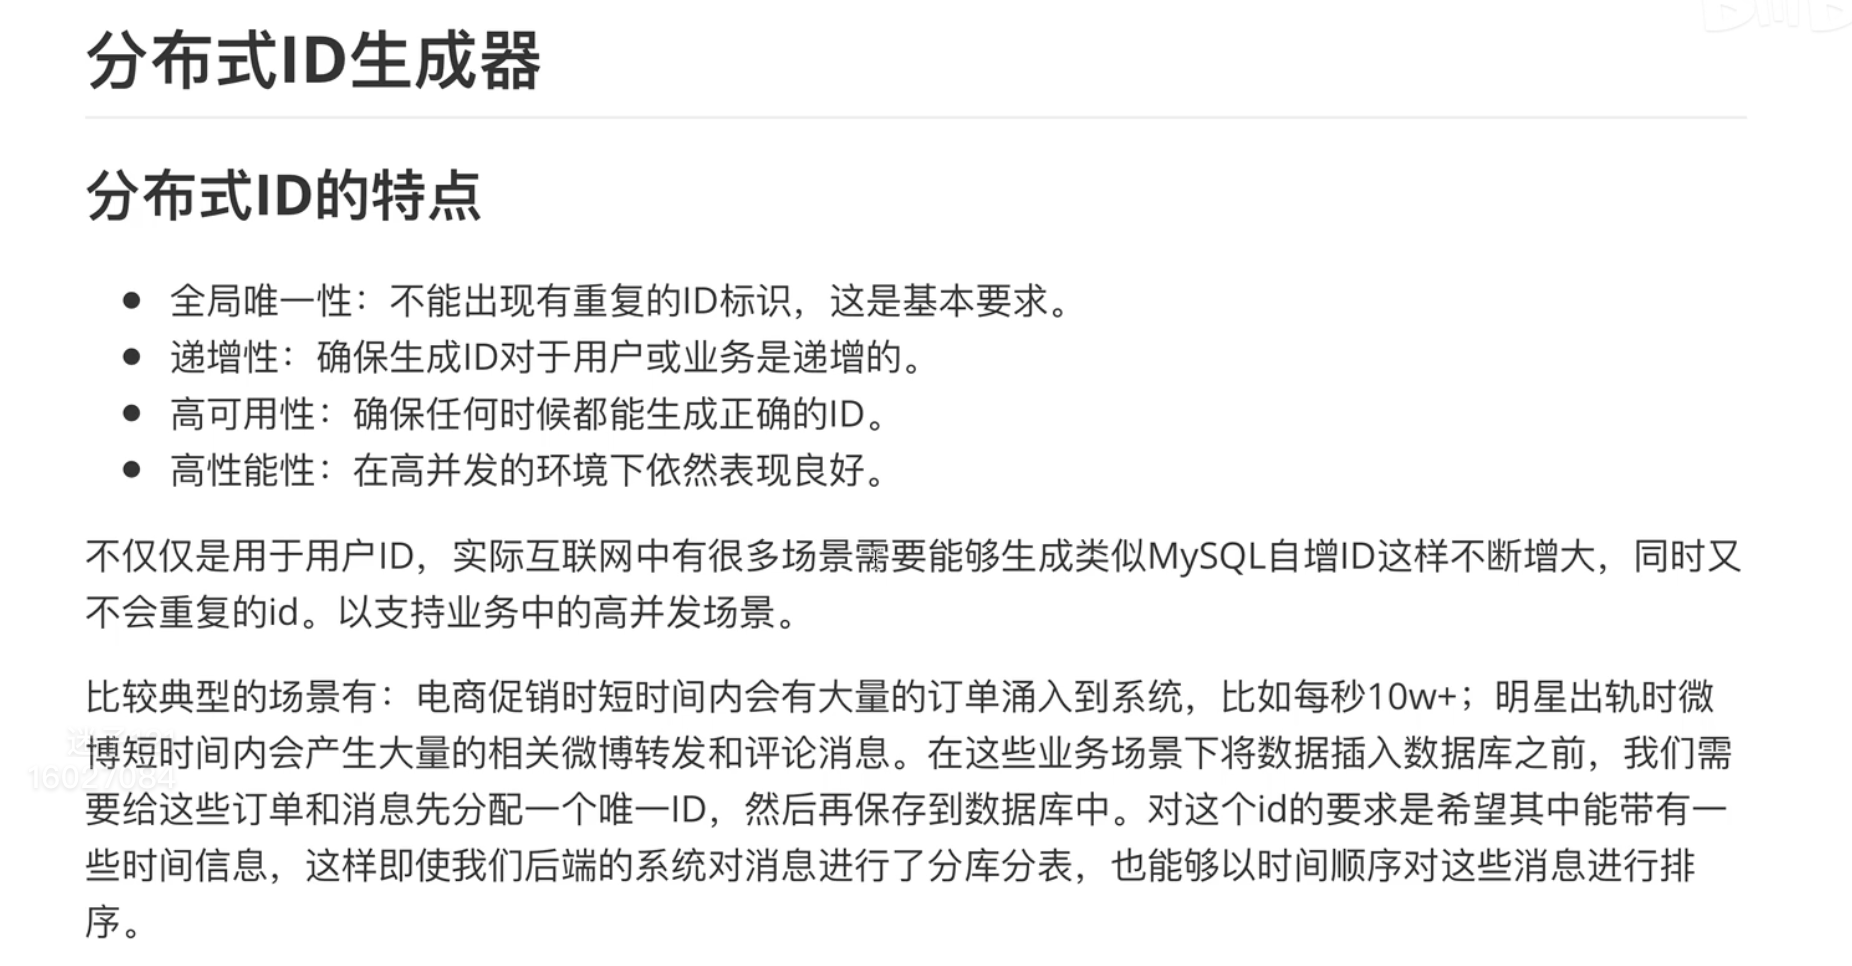 分布式ID生成器
分布式ID的特点
全局唯一性：不能出现有重复的ID标识，这是基本要求。
递增性：确保生成ID对于用户或业务是递增的。
高可用性：确保任何时候都能生成正确的ID。
高性能性：在高并发的环境下依然表现良好。
不仅仅是用于用户ID，实际互联网中有很多场景需要能够生成类似MySQL自增ID这样不断增大，同时又
不会重复的id。以支持业务中的高并发场景。
比较典型的场景有：电商促销时短时间内会有大量的订单涌入到系统，比如每秒10w+；明星出轨时微
博短时间内会产生大量的相关微博转发和评论消息。在这些业务场景下将数据插入数据库之前，我们需
16027084
要给这些订单和消息先分配一个唯一ID，然后再保存到数据库中。对这个id的要求是希望其中能带有一
些时间信息，这样即使我们后端的系统对消息进行了分库分表，也能够以时间顺序对这些消息进行排
序。